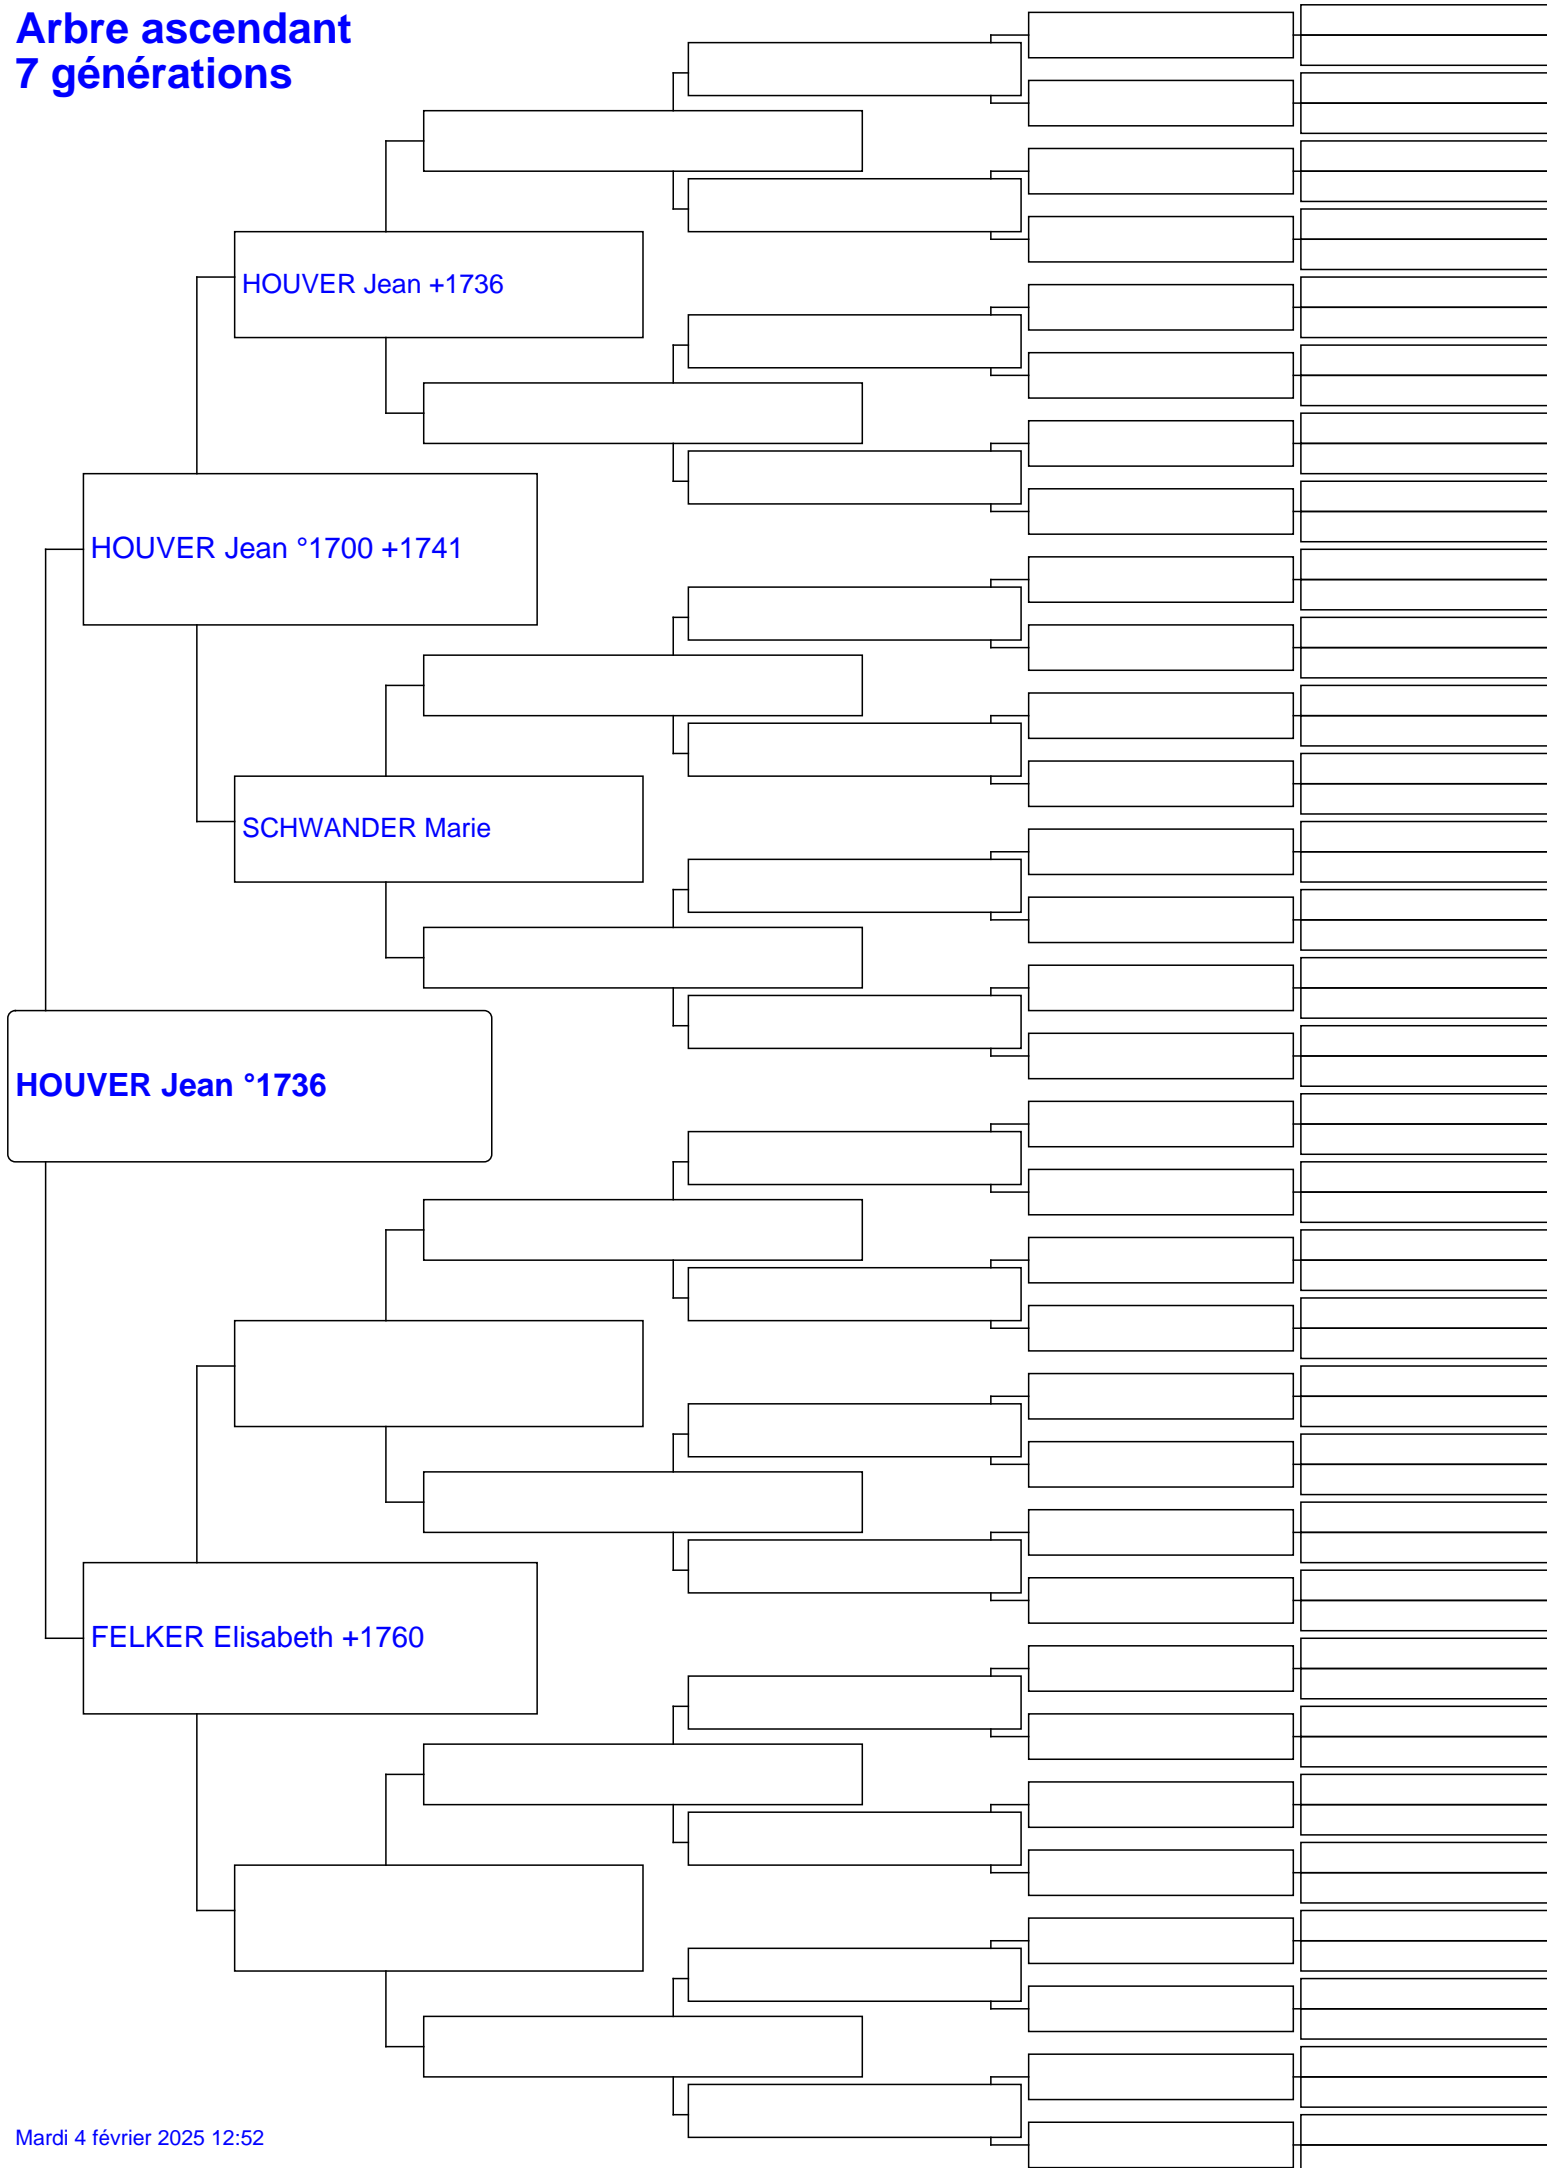 Arbre ascendant
7 générations
HOUVER Jean +1736
HOUVER Jean °1700 +1741
SCHWANDER Marie
HOUVER Jean °1736
FELKER Elisabeth +1760
Mardi 4 février 2025 12:52